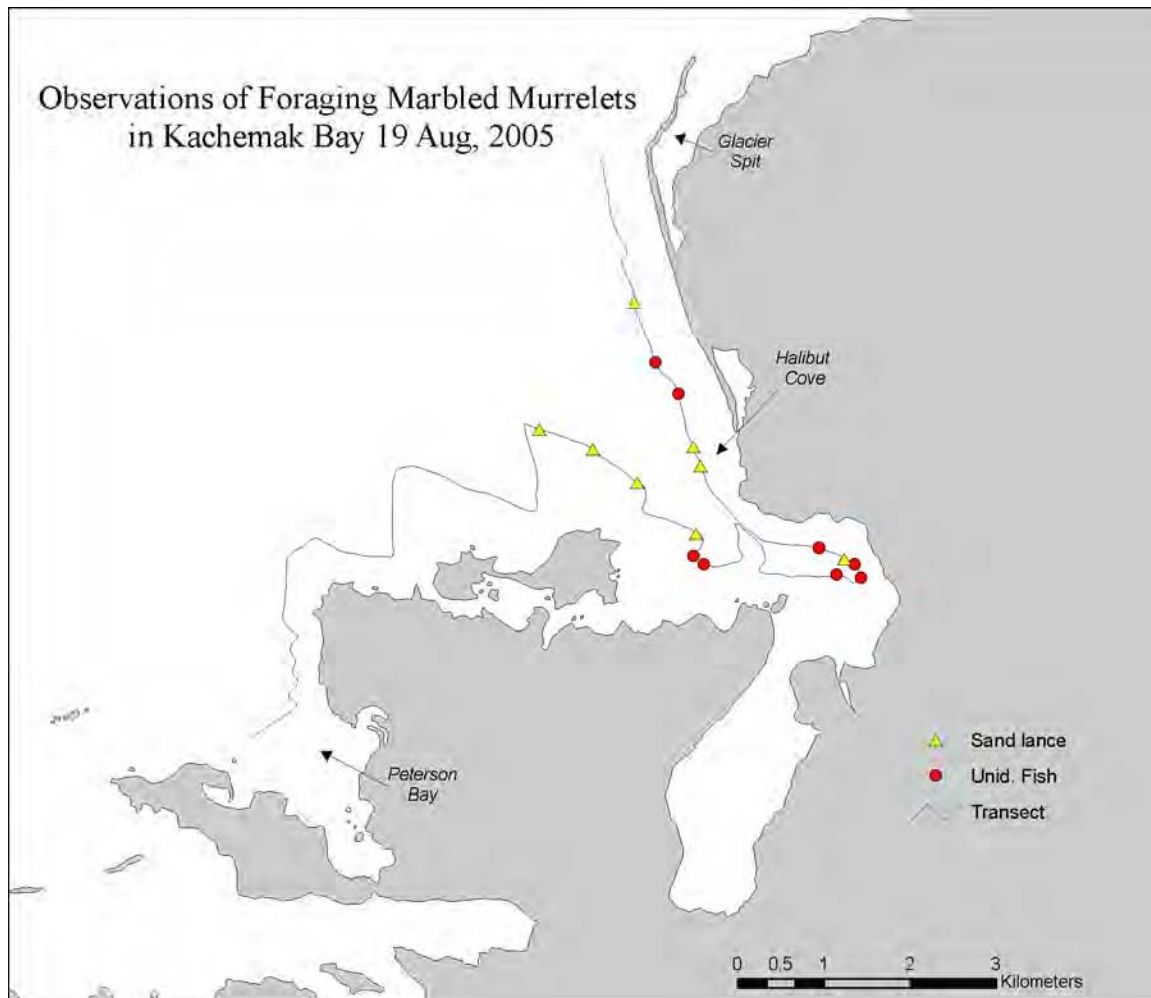 Observations of Foraging Marbled Murrelets
in Kachemak Bay 19 Aug, 2005
Glacier
Spit
Halibut
Cove
Peterson
Bay
Sand lance
Unid. Fish
Transect
0 0.5 1 2 3
Kilometers